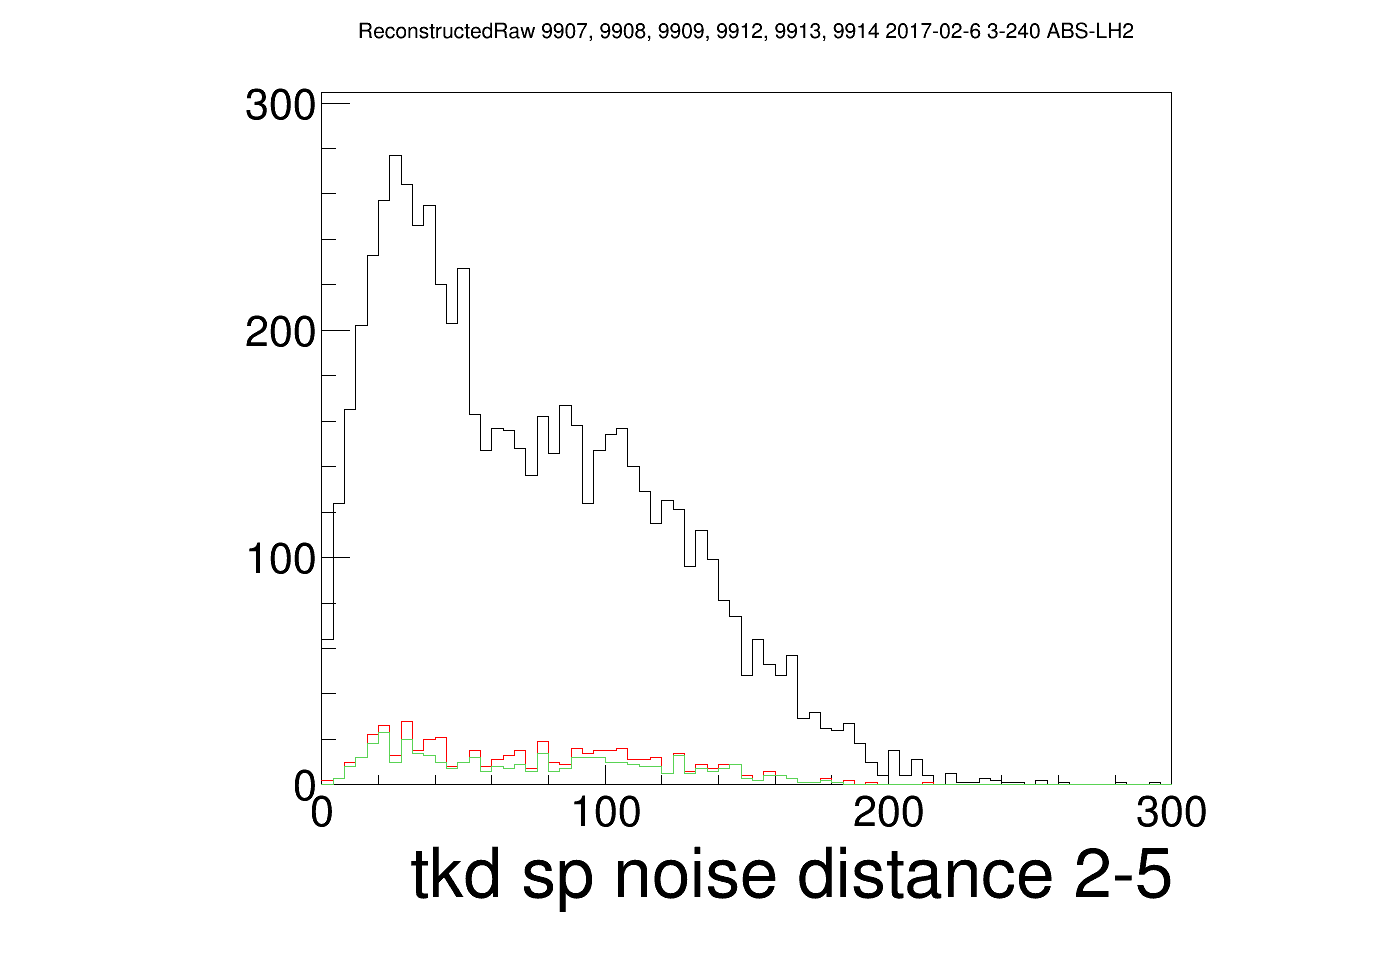 ReconstructedRaw 9907, 9908, 9909, 9912, 9913, 9914 2017-02-6 3-240 ABS-LH2
300
200
100
0
0 100 200 300
tkd sp noise distance 2-5